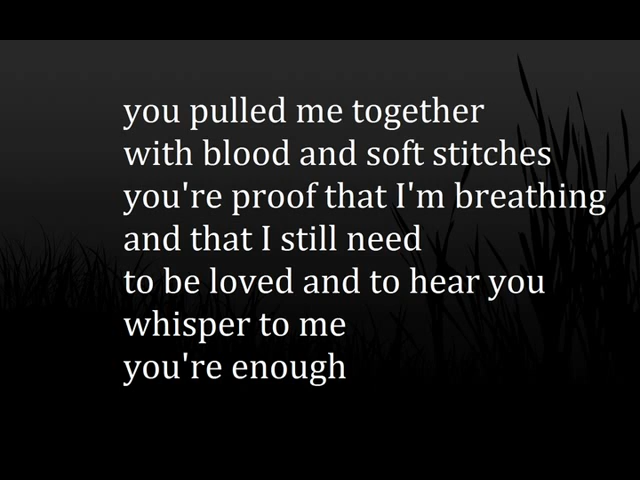 you pulled me together
with blood and soft stitches
you're proof that I'm breathing
and that I still need
to be loved and to hear you
whisper to me
you're enough